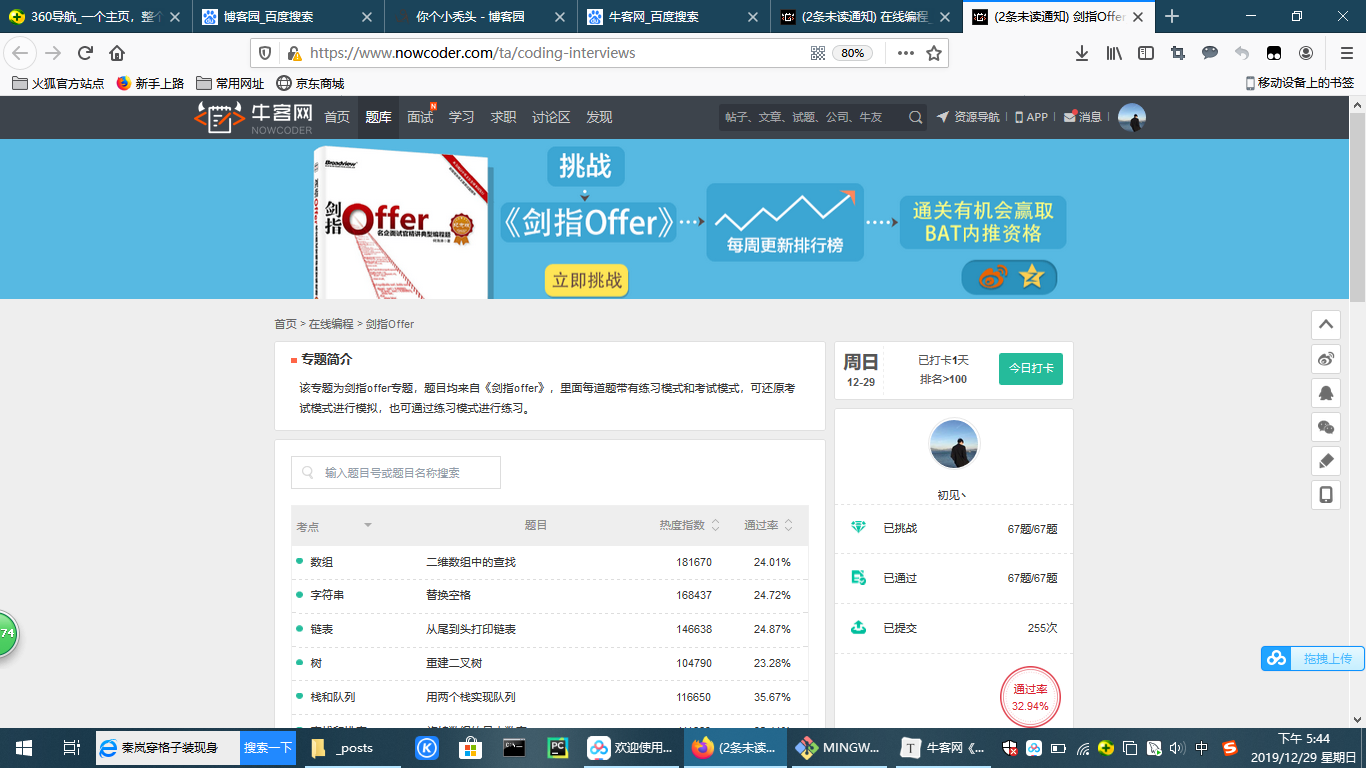 360导航_一个主页，整个
博客园_百度搜索
你个小秃头 - 博客园
牛客网_百度搜索
(2条未读通知) 在线编程_
(2条未读通知) 剑指Offer
https://www.nowcoder.com/ta/coding-interviews
80%
火狐官方站点
新手上路
常用网址
京东商城
移动设备上的书签
牛客网
NOWCODER
首页
题库
面试
N
学习
求职
讨论区
发现
帖子、文章、试题、公司、牛友
资源导航
APP
消息
Broadview
剑指
Offer
名企面试官精讲典型编程题
挑战
《剑指Offer》
立即挑战
每周更新排行榜
通关有机会赢取
BAT内推资格
首页 > 在线编程 > 剑指Offer
专题简介
该专题为剑指offer专题，题目均来自《剑指offer》，里面每道题带有练习模式和考试模式，可还原考
试模式进行模拟，也可通过练习模式进行练习。
周日
12-29
已打卡1天
排名>100
今日打卡
输入题目号或题目名称搜索
考点 题目 热度指数 通过率
数组 二维数组中的查找 181670 24.01%
字符串 替换空格 168437 24.72%
链表 从尾到头打印链表 146638 24.87%
树 重建二叉树 104790 23.28%
栈和队列 用两个栈实现队列 116650 35.67%
初见丶
已挑战 67题/67题
已通过 67题/67题
已提交 255次
通过率
32.94%
74
拖拽上传
秦岚穿格子装现身
搜索一下
_posts
欢迎使用...
(2条未读...
MINGW...
牛客网《...
中
下午 5:44
2019/12/29 星期日